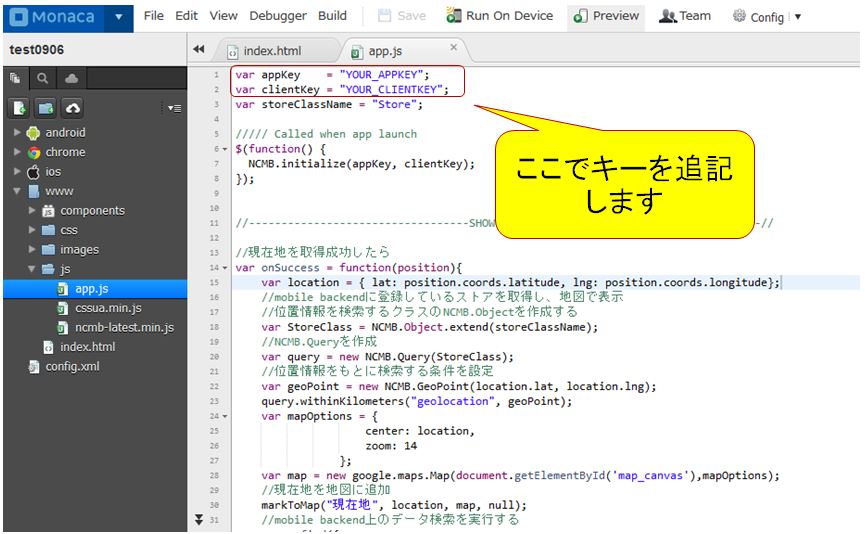 Monaca
File Edit View Debugger Build Save Run On Device Preview Team Config
test0906
index.html
app.js
android
chrome
ios
www
components
css
images
js
app.js
cssua.min.js
ncmb-latest.min.js
index.html
config.xml
1 var appKey = "YOUR_APPKEY";
2 var clientKey = "YOUR_CLIENTKEY";
3 var storeClassName = "Store";
4
5 ///// Called when app launch
6 $(function() {
7 NCMB.initialize(appKey, clientKey);
8 });
9
10
11 //---------------------------------SHOW -//
12
13 //現在地を取得成功したら
14 var onSuccess = function(position){
15 var location = { lat: position.coords.latitude, lng: position.coords.longitude};
16 //mobile backendに登録しているストアを取得し、地図で表示
17 //位置情報を検索するクラスのNCMB.Objectを作成する
18 var StoreClass = NCMB.Object.extend(storeClassName);
19 //NCMB.Queryを作成
20 var query = new NCMB.Query(StoreClass);
21 //位置情報をもとに検索する条件を設定
22 var geoPoint = new NCMB.GeoPoint(location.lat, location.lng);
23 query.withinKilometers("geolocation", geoPoint);
24 var mapOptions = {
25 center: location,
26 zoom: 14
27 };
28 var map = new google.maps.Map(document.getElementById('map_canvas'),mapOptions);
29 //現在地を地図に追加
30 markToMap("現在地", location, map, null);
31 //mobile backend上のデータ検索を実行する
ここでキーを追記
します